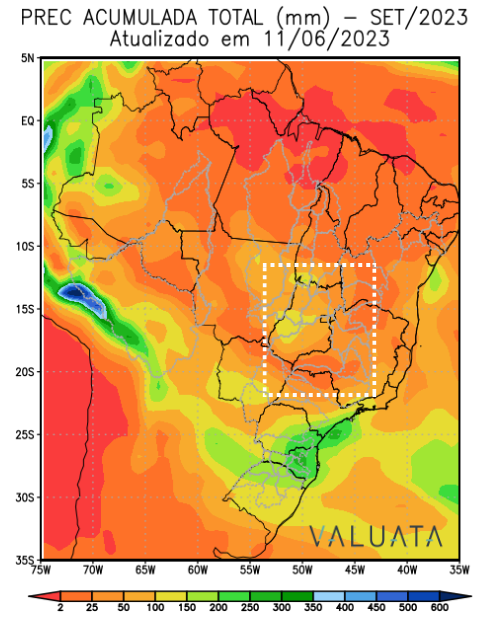 PREC ACUMULADA TOTAL (mm) – SET/2023
Atualizado em 11/06/2023
5N
EQ
5S
10S
15S
20S
25S
30S
35S
VALUATA
75W 70W 65W 60W 55W 50W 45W 40W 35W
2 25 50 100 150 200 250 300 350 400 450 500 600